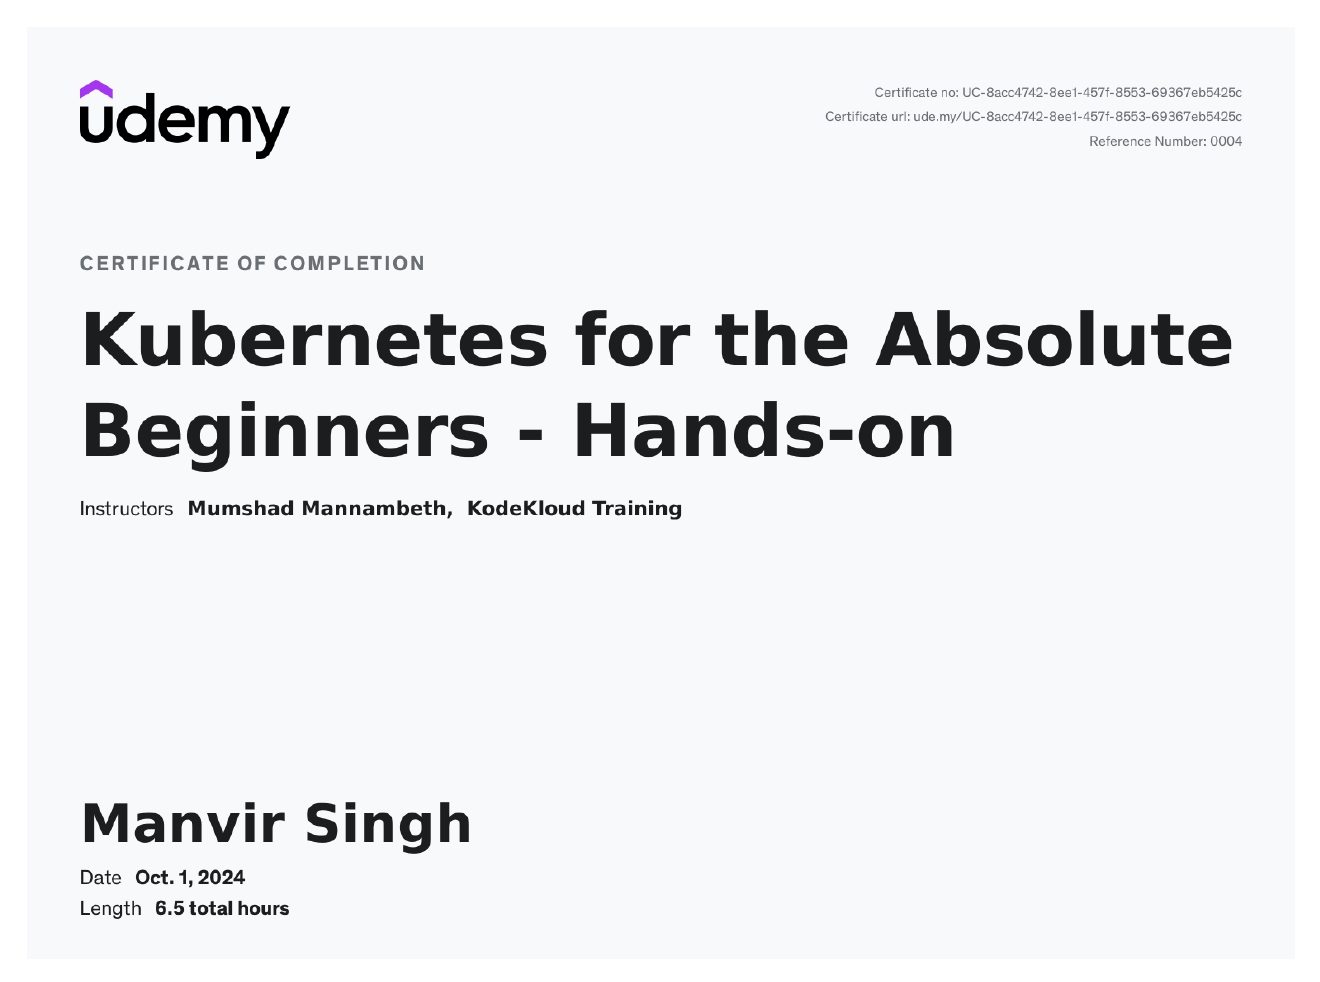 udemy
Certificate no: UC-8acc4742-8ee1-457f-8553-69367eb5425c
Certificate url: ude.my/UC-8acc4742-8ee1-457f-8553-69367eb5425c
Reference Number: 0004
CERTIFICATE OF COMPLETION
Kubernetes for the Absolute
Beginners - Hands-on
Instructors Mumshad Mannambeth, KodeKloud Training
Manvir Singh
Date Oct. 1, 2024
Length 6.5 total hours